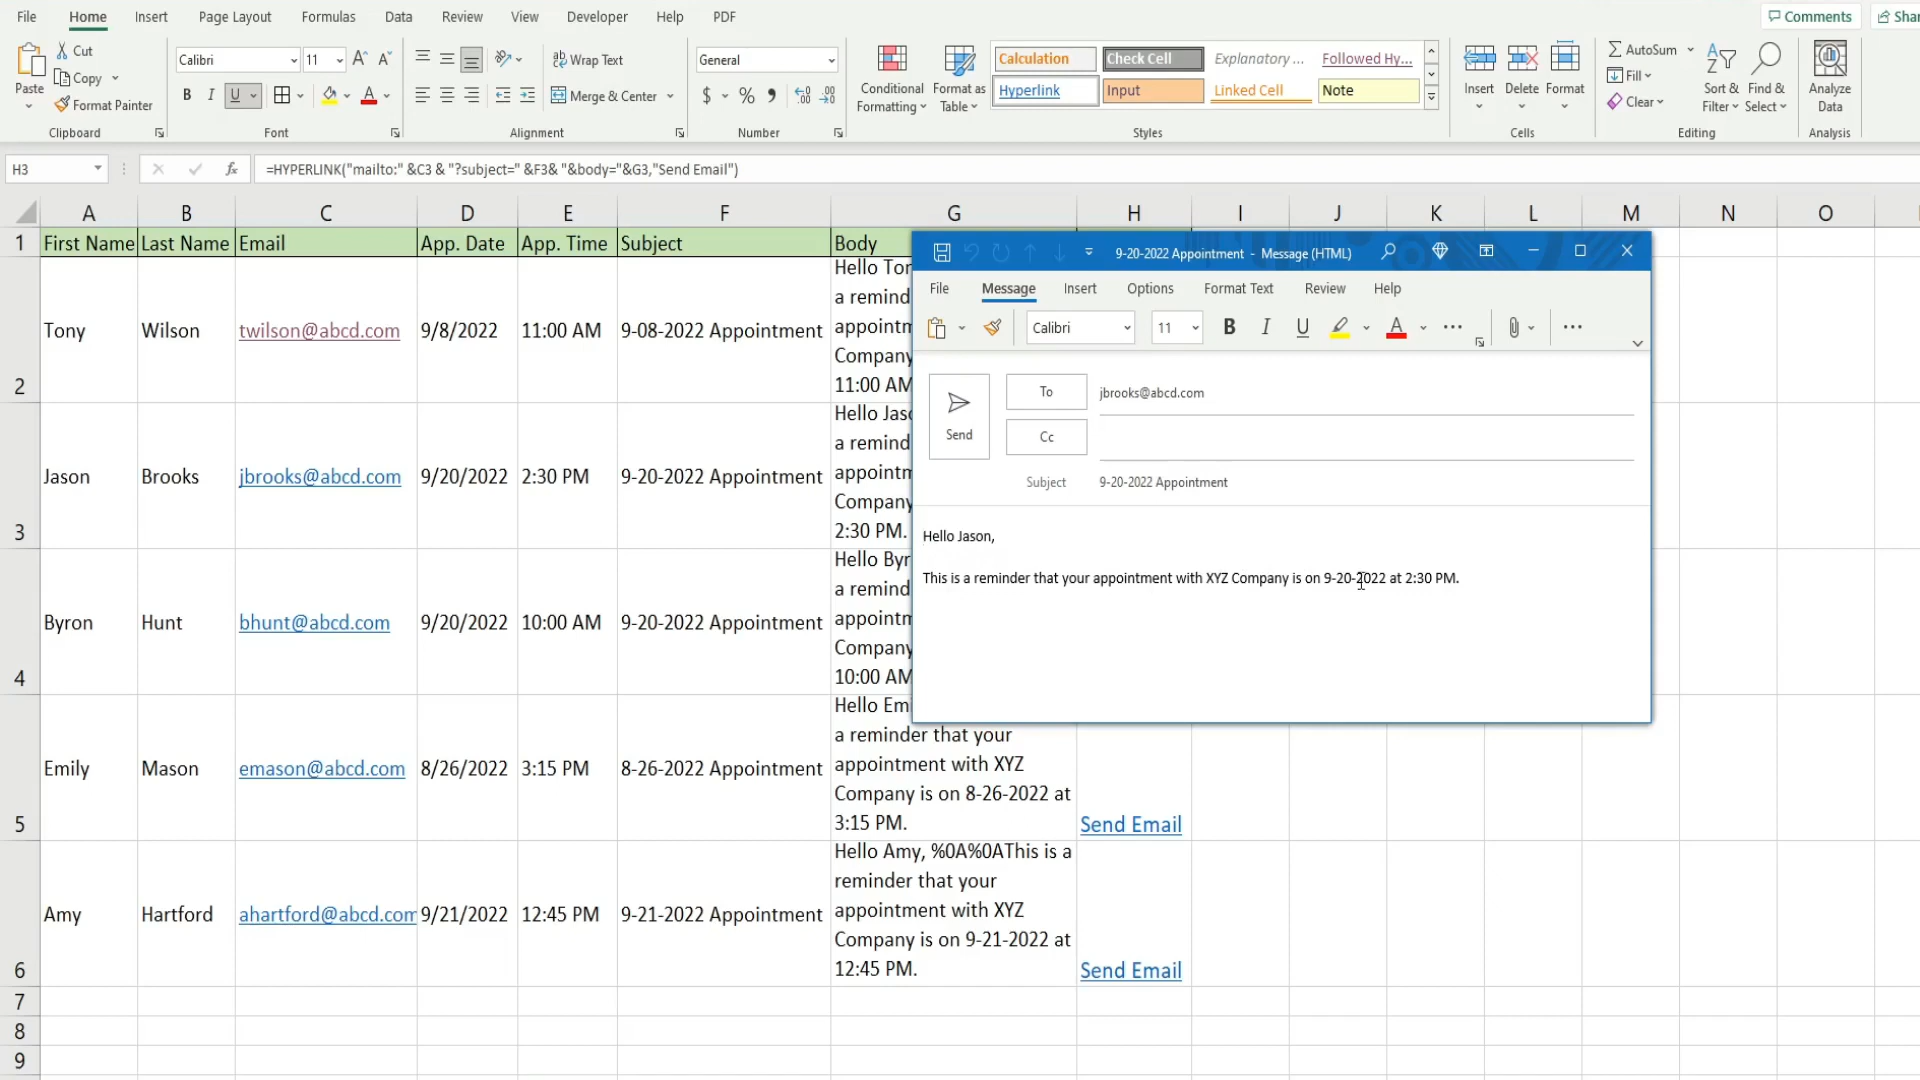 File Home Insert Page Layout Formulas Data Review View Developer Help PDF Comments
Paste Cut Copy Format Painter Clipboard
Calibri 11 A A B I U A Font
Wrap Text Merge & Center Alignment
General $ % Number
Conditional Formatting Format as Table
Calculation Check Cell Explanatory ... Followed Hy...
Hyperlink Input Linked Cell Note
Styles
Insert Delete Format Cells
AutoSum Fill Clear Sort & Filter Find & Select Editing
Analyze Data Analysis
H3 fx =HYPERLINK("mailto:" &C3 & "?subject=" &F3& "&body="&G3,"Send Email")
A B C D E F G H I J K L M N O
1 First Name Last Name Email App. Date App. Time Subject Body
2 Tony Wilson twilson@abcd.com 9/8/2022 11:00 AM 9-08-2022 Appointment
Hello
a remind
appointm
Company
11:00 AM
3 Jason Brooks jbrooks@abcd.com 9/20/2022 2:30 PM 9-20-2022 Appointment
Hello Jas
a remind
appointm
Company
2:30 PM.
4 Byron Hunt bhunt@abcd.com 9/20/2022 10:00 AM 9-20-2022 Appointment
Hello Byr
a remind
appointm
Company
10:00 AM
5 Emily Mason emason@abcd.com 8/26/2022 3:15 PM 8-26-2022 Appointment
Hello Emi
a reminder that your
appointment with XYZ
Company is on 8-26-2022 at
3:15 PM.
Send Email
6 Amy Hartford ahartford@abcd.com 9/21/2022 12:45 PM 9-21-2022 Appointment
Hello Amy, %0A%0AThis is a
reminder that your
appointment with XYZ
Company is on 9-21-2022 at
12:45 PM.
Send Email
7
8
9
9-20-2022 Appointment - Message (HTML)
File Message Insert Options Format Text Review Help
Calibri 11 B I U A
Send
To jbrooks@abcd.com
Cc
Subject 9-20-2022 Appointment
Hello Jason,
This is a reminder that your appointment with XYZ Company is on 9-20-2022 at 2:30 PM.